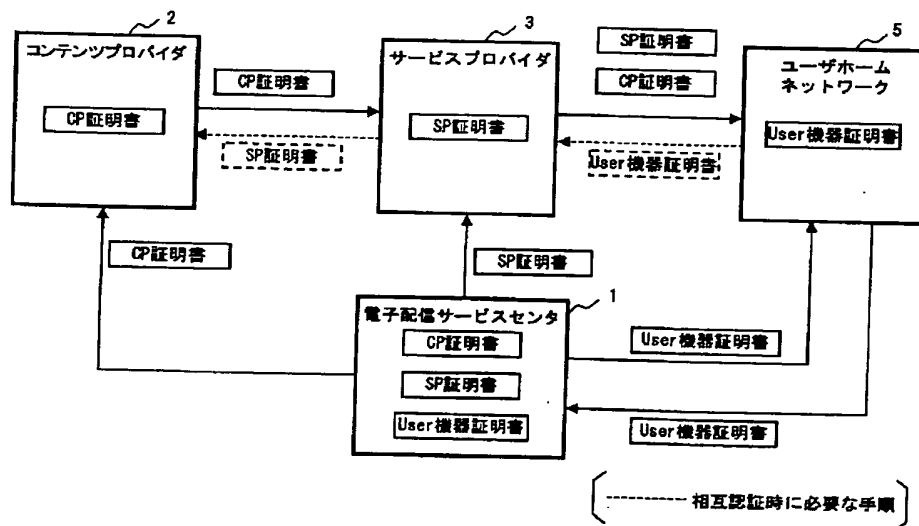 2
コンテンツプロバイダ
CP証明書
CP証明書
SP証明書
3
サービスプロバイダ
SP証明書
SP証明書
CP証明書
User機器証明書
5
ユーザホーム
ネットワーク
User機器証明書
CP証明書
SP証明書
1
電子配信サービスセンタ
CP証明書
SP証明書
User機器証明書
User機器証明書
User機器証明書
相互認証時に必要な手順